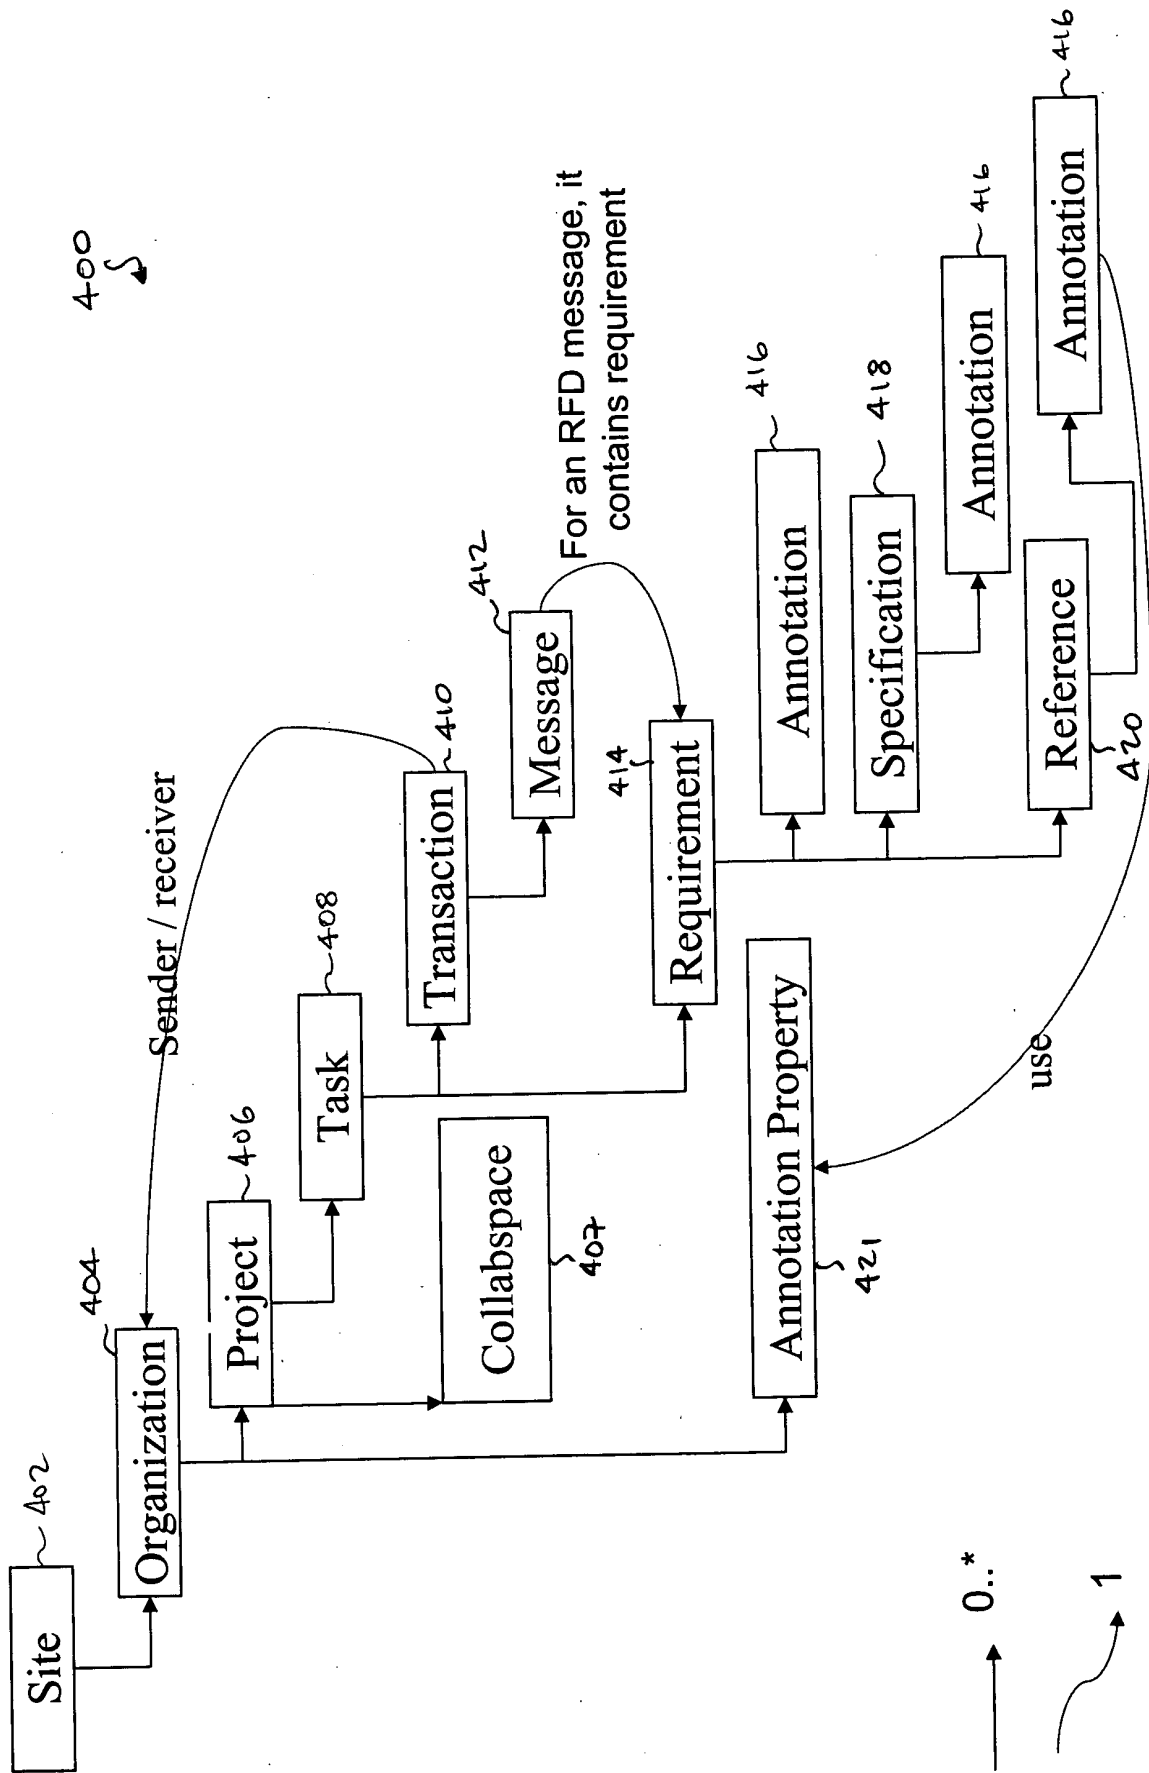 400
Site
402
Organization
404
Sender / receiver
Project
406
Task
408
Collabspace
407
Transaction
410
Message
412
For an RFD message, it
contains requirement
Requirement
414
Annotation Property
421
Annotation
416
Specification
418
Annotation
416
Reference
420
Annotation
416
use
0..*
1